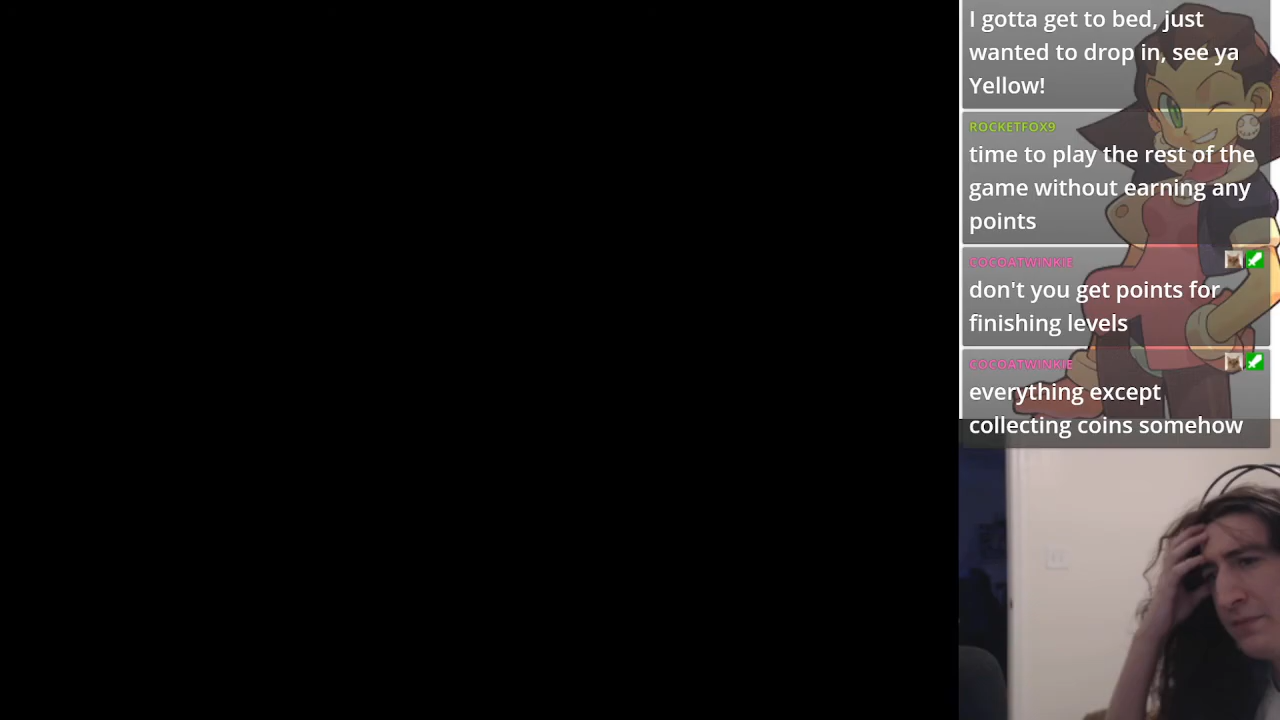 I gotta get to bed, just
wanted to drop in, see ya
Yellow!
ROCKETFOX9
time to play the rest of the
game without earning any
points
COCOATWINKIE
don't you get points for
finishing levels
COCOATWINKIE
everything except
collecting coins somehow